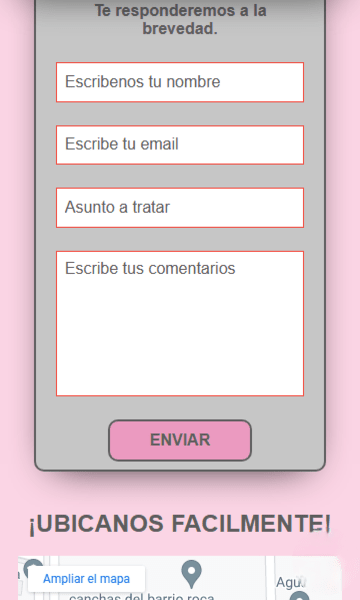 Te responderemos a la
brevedad.
Escribenos tu nombre
Escribe tu email
Asunto a tratar
Escribe tus comentarios
ENVIAR
¡UBICANOS FACILMENTE!
Ampliar el mapa
canchas del barrio roca